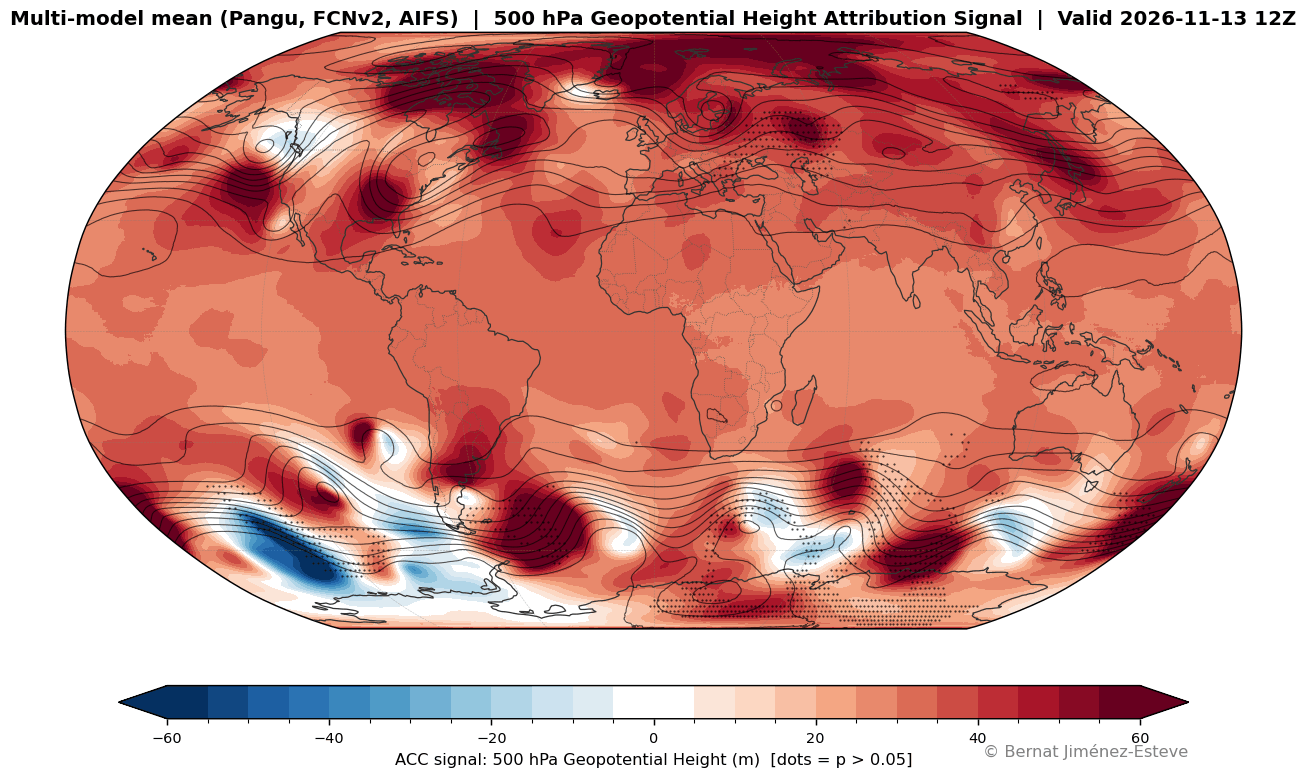 Multi-model mean (Pangu, FCNv2, AIFS)  |  500 hPa Geopotential Height Attribution Signal  |  Valid 2026-11-13 12Z
−60 −40 −20 0 20 40 60
ACC signal: 500 hPa Geopotential Height (m)  [dots = p > 0.05]
© Bernat Jiménez-Esteve